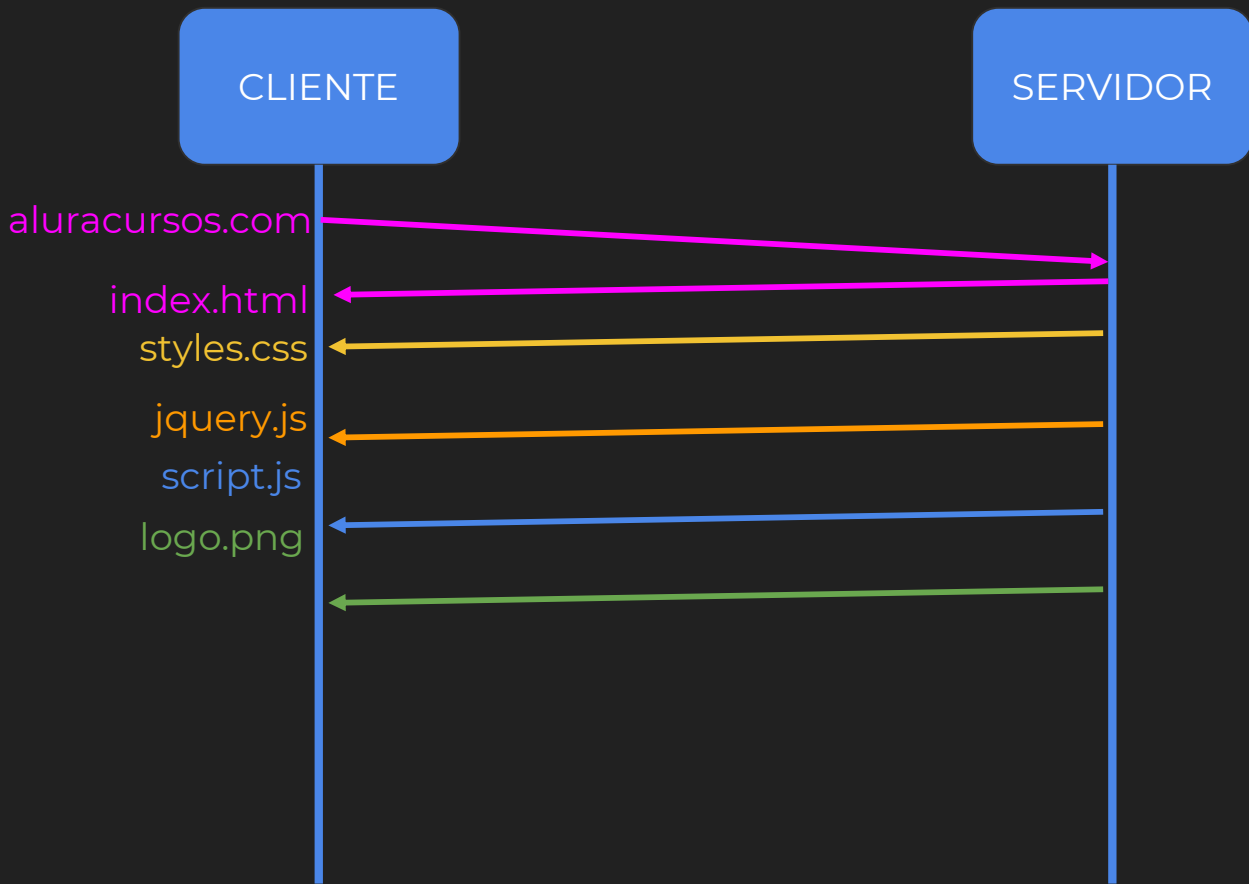 CLIENTE
SERVIDOR
aluracursos.com
index.html
styles.css
jquery.js
script.js
logo.png